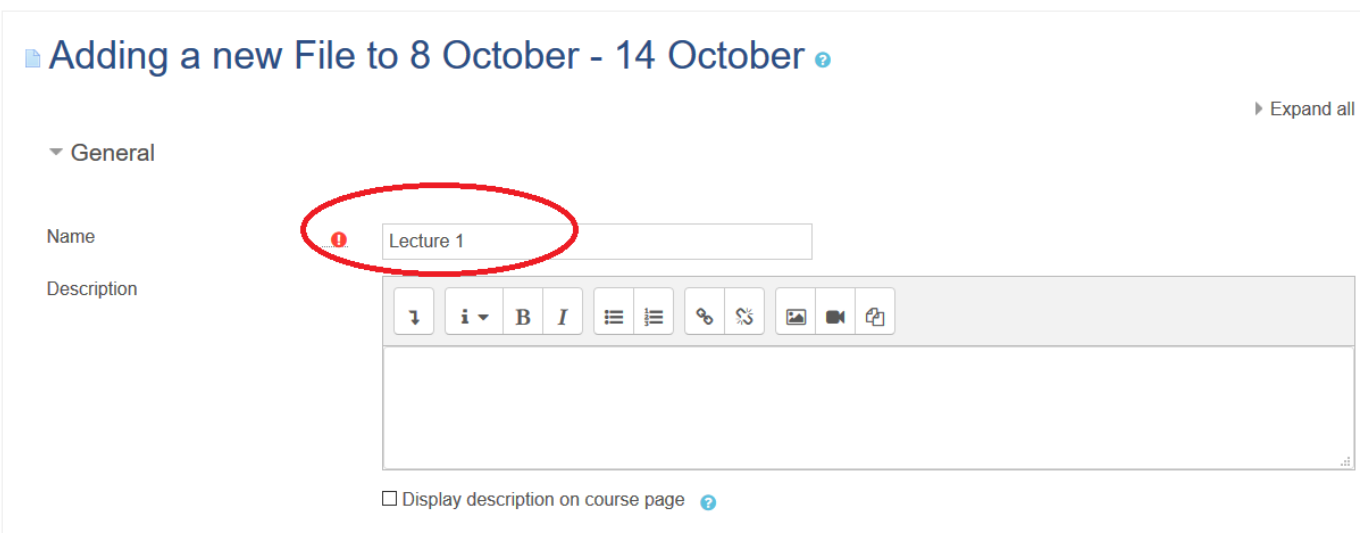 Adding a new File to 8 October - 14 October
Expand all
General
Name
Lecture 1
Description
B I
Display description on course page